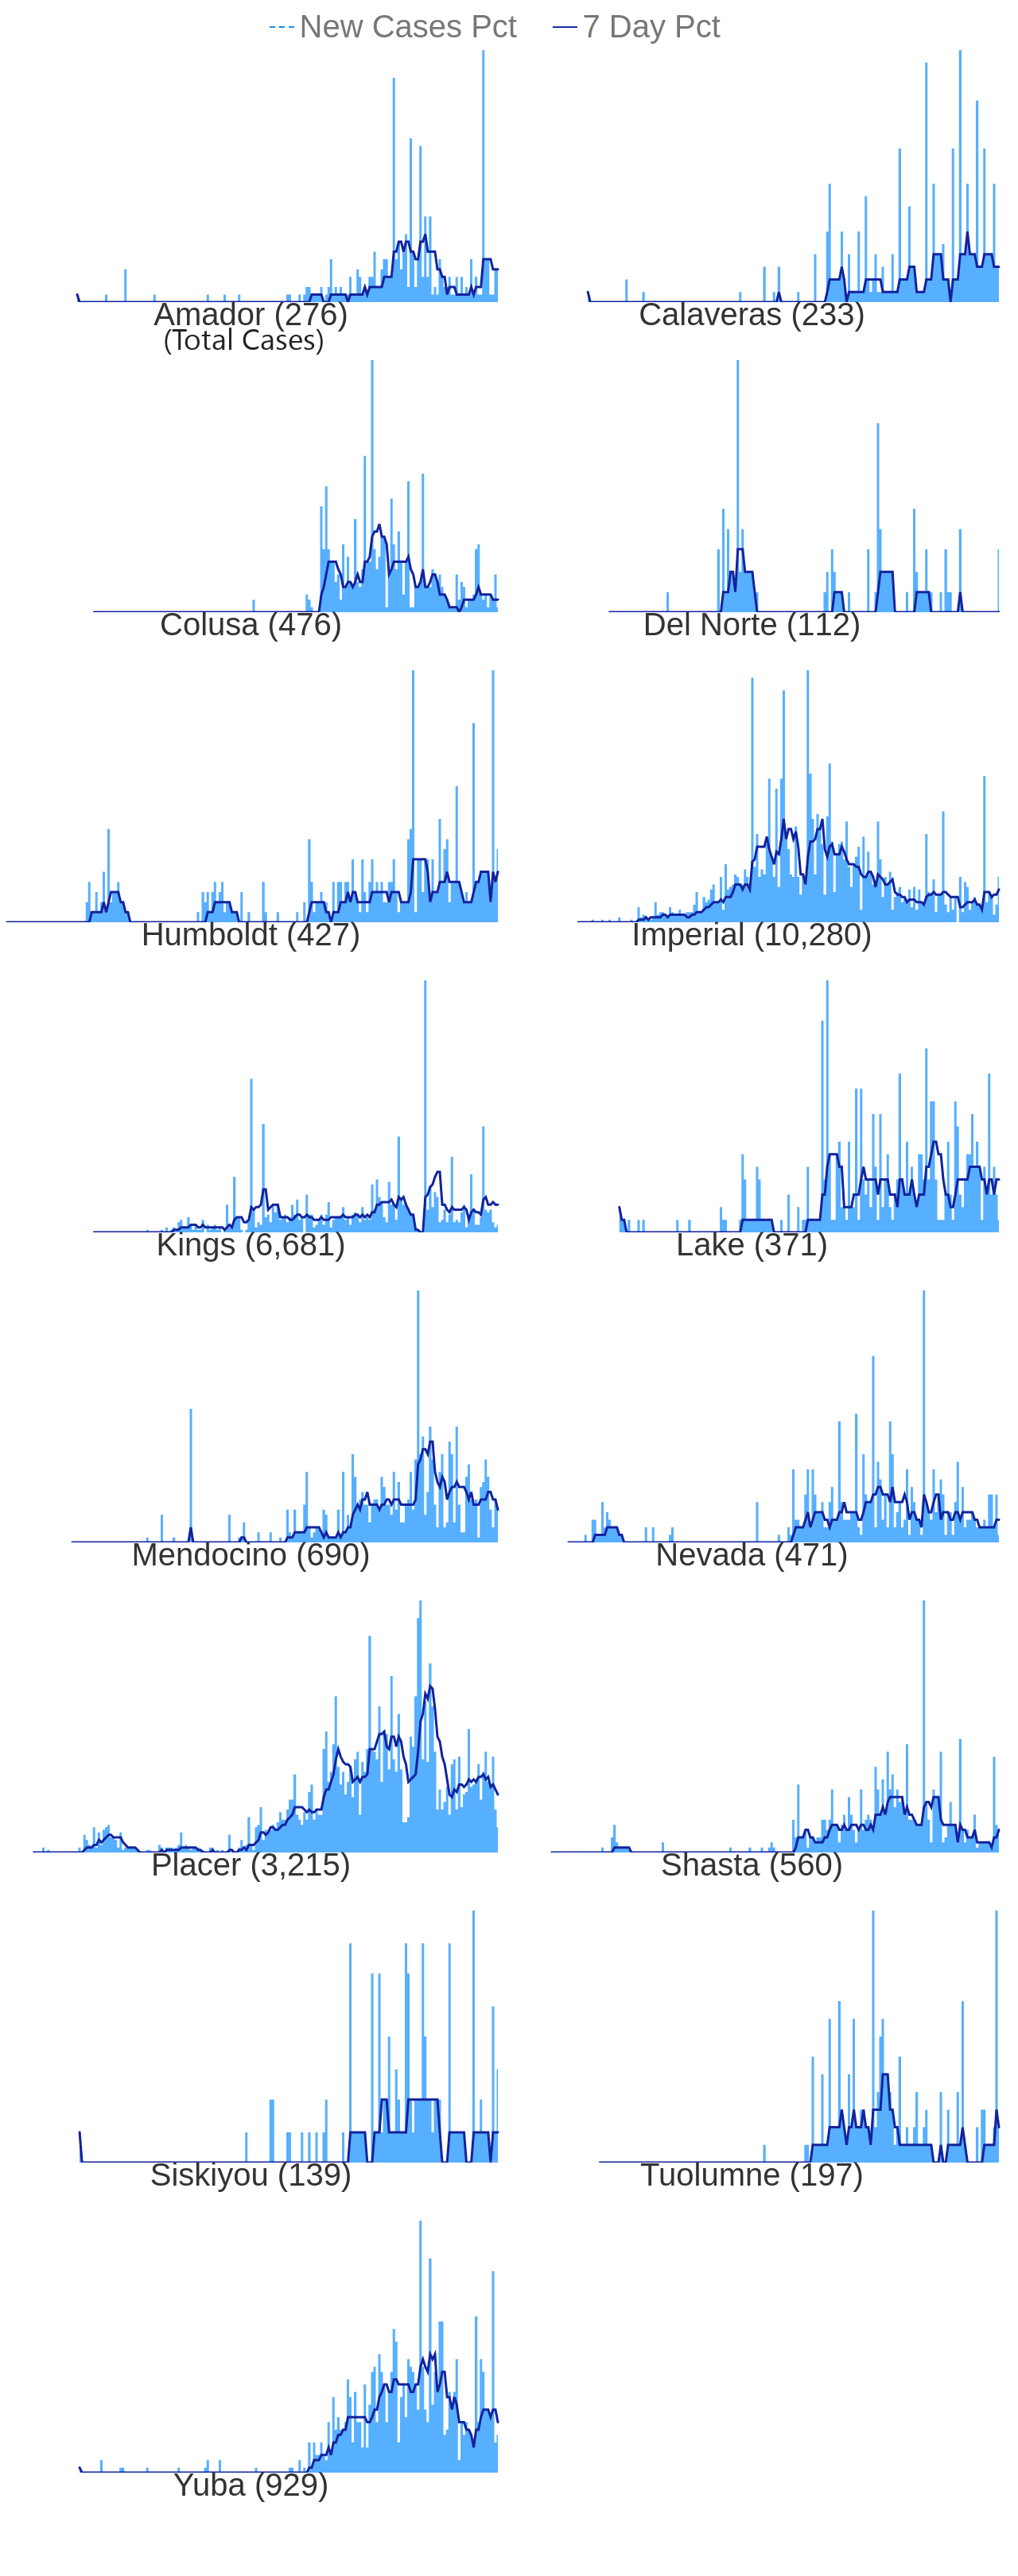 New Cases Pct 7 Day Pct
Amador (276) Calaveras (233)
(Total Cases)
Colusa (476) Del Norte (112)
Humboldt (427) Imperial (10,280)
Kings (6,681) Lake (371)
Mendocino (690) Nevada (471)
Placer (3,215) Shasta (560)
Siskiyou (139) Tuolumne (197)
Yuba (929)